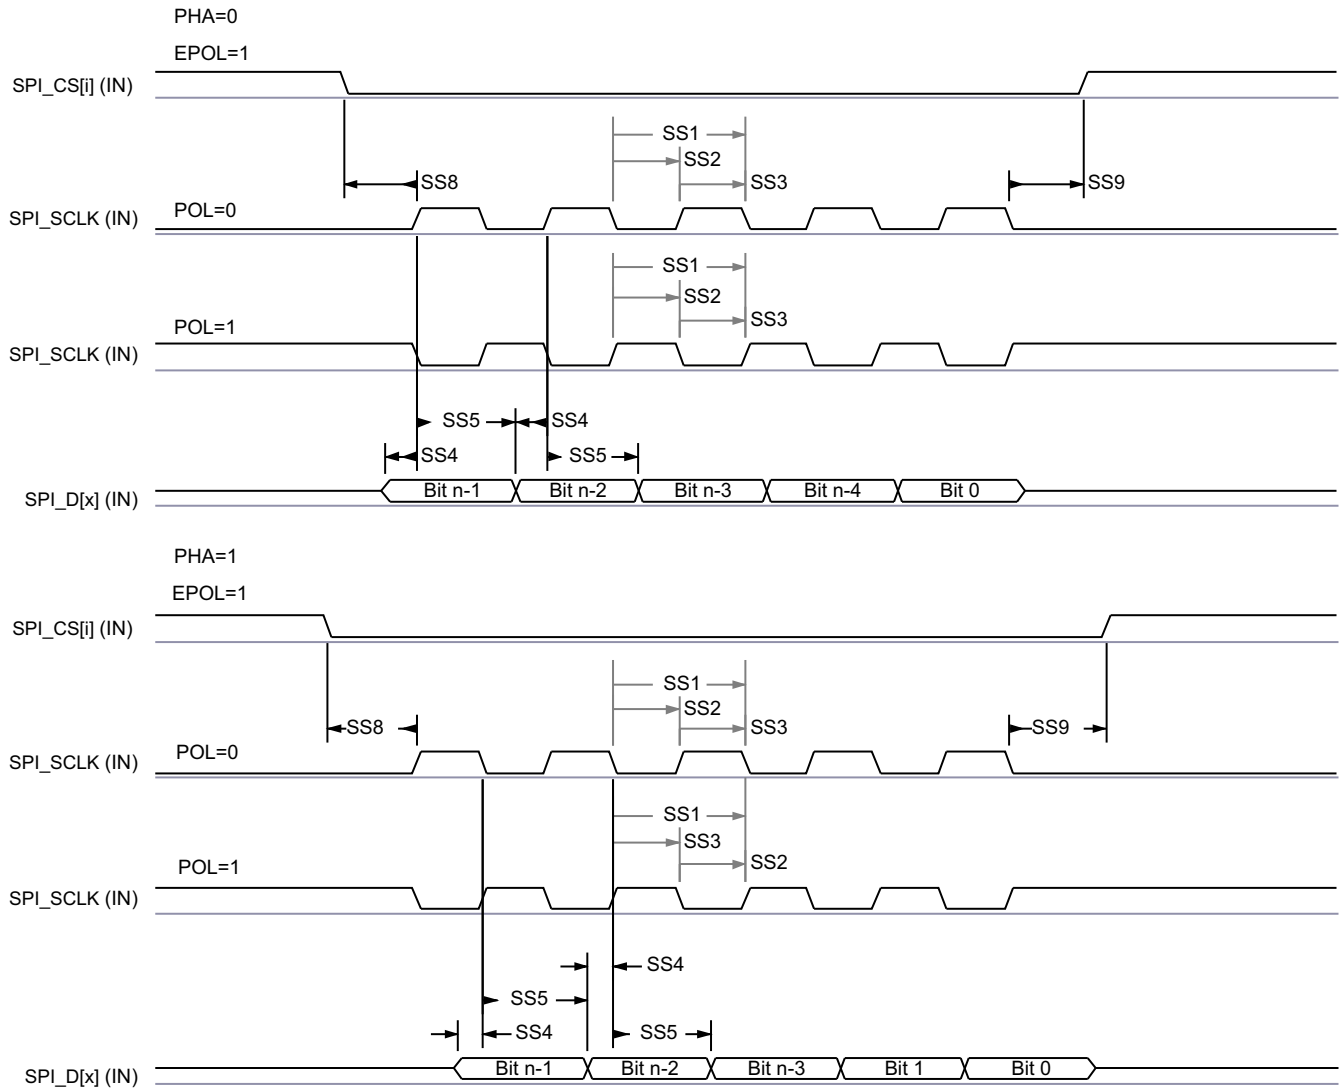 PHA=0
EPOL=1
SPI_CS[i] (IN)
SS1
SS2
SS8
SS3
SS9
POL=0
SPI_SCLK (IN)
SS1
SS2
SS3
POL=1
SPI_SCLK (IN)
SS5
SS4
SS4
SS5
SPI_D[x] (IN)
Bit n-1
Bit n-2
Bit n-3
Bit n-4
Bit 0
PHA=1
EPOL=1
SPI_CS[i] (IN)
SS1
SS2
SS8
SS3
SS9
POL=0
SPI_SCLK (IN)
SS1
SS3
SS2
POL=1
SPI_SCLK (IN)
SS4
SS5
SS4
SS5
SPI_D[x] (IN)
Bit n-1
Bit n-2
Bit n-3
Bit 1
Bit 0